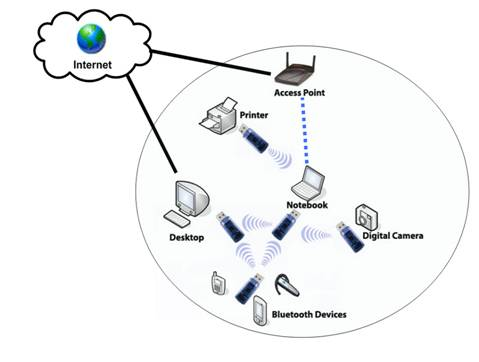 Internet
Access Point
Printer
Notebook
Desktop
Digital Camera
Bluetooth Devices